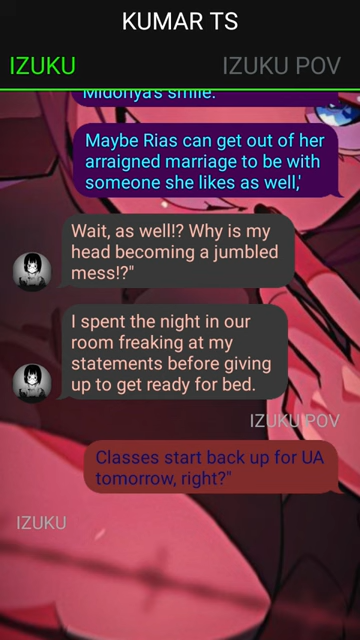 KUMAR TS
IZUKU
IZUKU POV
Midoriya's smile.
Maybe Rias can get out of her
arraigned marriage to be with
someone she likes as well,'
Wait, as well!? Why is my
head becoming a jumbled
mess!?"
I spent the night in our
room freaking at my
statements before giving
up to get ready for bed.
IZUKU POV
Classes start back up for UA
tomorrow, right?"
IZUKU